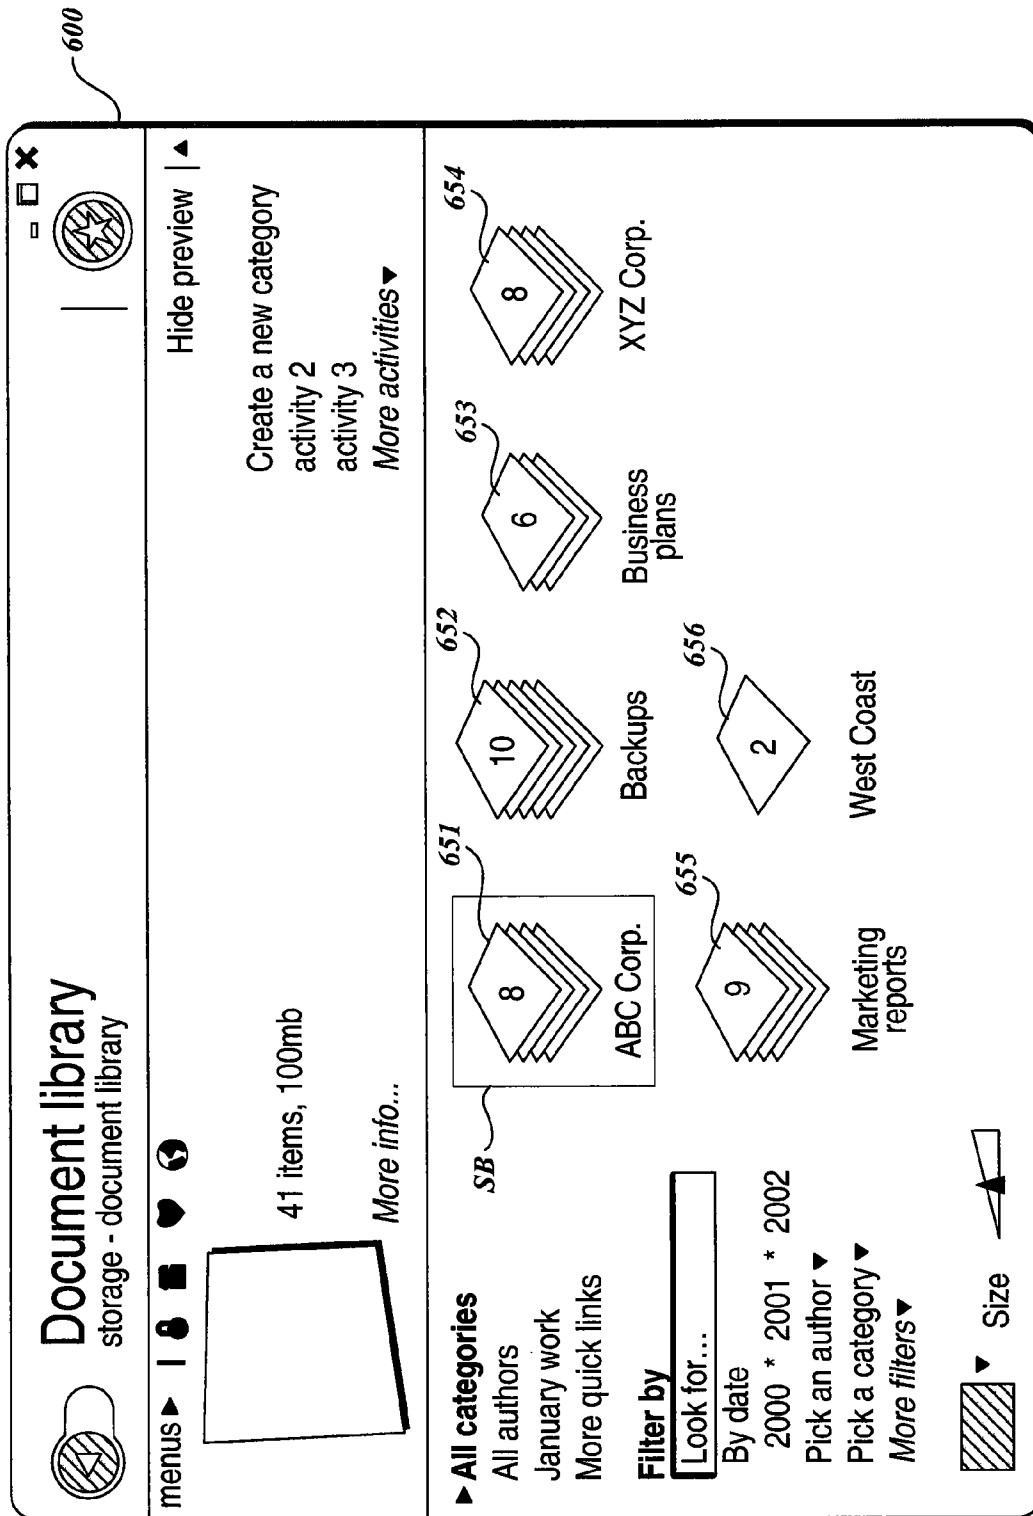 600
Document library
storage - document library
menus
Hide preview
41 items, 100mb
More info...
Create a new category
activity 2
activity 3
More activities
All categories
All authors
January work
More quick links
Filter by
Look for...
By date
2000 * 2001 * 2002
Pick an author
Pick a category
More filters
Size
SB
651
8
ABC Corp.
652
10
Backups
653
6
Business
plans
654
8
XYZ Corp.
655
9
Marketing
reports
656
2
West Coast